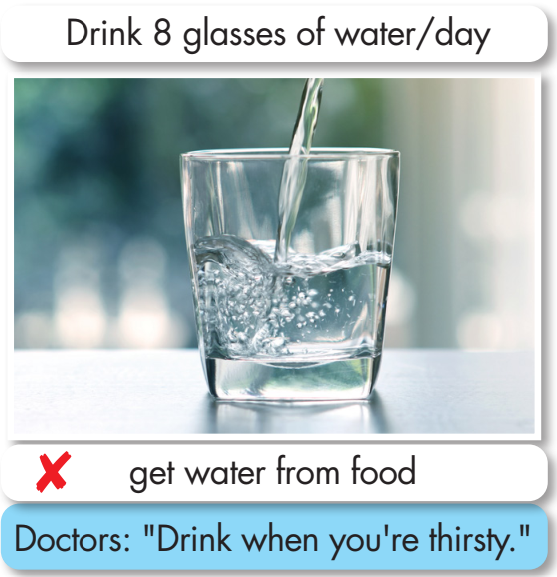 Drink 8 glasses of water/day
✘ get water from food
Doctors: "Drink when you're thirsty."